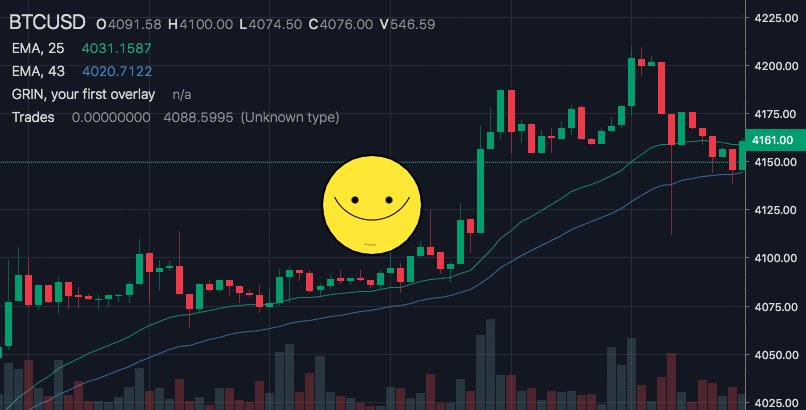 BTCUSD O4091.58 H4100.00 L4074.50 C4076.00 V546.59
EMA, 25 4031.1587
EMA, 43 4020.7122
GRIN, your first overlay n/a
Trades 0.00000000 4088.5995 (Unknown type)
4225.00
4200.00
4175.00
4161.00
4150.00
4125.00
4100.00
4075.00
4050.00
4025.00